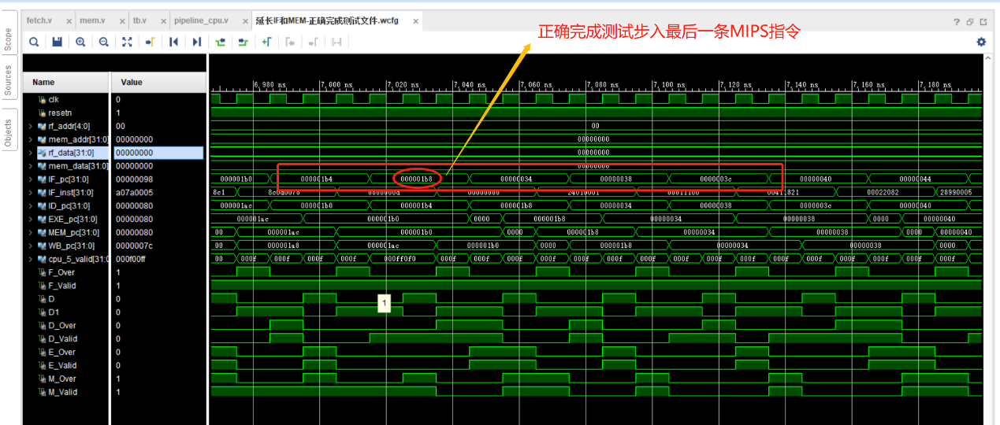 fetch.v × mem.v × tb.v × pipeline_cpu.v × 延长IF和MEM-正确完成测试文件.wcfg ×
正确完成测试步入最后一条MIPS指令
Scope
Sources
Objects
Name Value
6,980 ns 7,000 ns 7,020 ns 7,040 ns 7,060 ns 7,080 ns 7,100 ns 7,120 ns 7,140 ns 7,160 ns 7,180 ns
clk 0
resetn 1
rf_addr[4:0] 00 00
mem_addr[31:0] 00000000 00000000
rf_data[31:0] 00000000 00000000
mem_data[31:0] 00000000 00000000
IF_pc[31:0] 00000098 000001b0 000001b4 000001b8 00000034 00000038 0000003c 00000040 00000044
IF_inst[31:0] a07a0005 8c1 8c0d0078 0800000d 00000000 24010001 00011100 00411821 00022082 28990005
ID_pc[31:0] 00000080 000001ac 000001b0 000001b4 000001b8 00000034 00000038 0000003c 00000040
EXE_pc[31:0] 00000080 000001ac 000001b0 0000 000001b8 00000034 00000038 0000 00000040
MEM_pc[31:0] 00000080 00 000001ac 000001b0 0000 000001b8 00000034 00000038 0000 00000040
WB_pc[31:0] 0000007c 00 000001a8 000001ac 000001b0 0000 000001b8 00000034 00000038 0000
cpu_5_valid[31:0 000f00ff 00 000f 000f 000f 000f 000ff0f0 000f 000f 000f 000f 000f 000f 000f 000f 000f 000f 000f 000f 000f 000f 000f 000f
F_Over 1
F_Valid 1
D 0
1
D1 0
D_Over 0
D_Valid 0
E_Over 0
E_Valid 0
M_Over 1
M_Valid 1